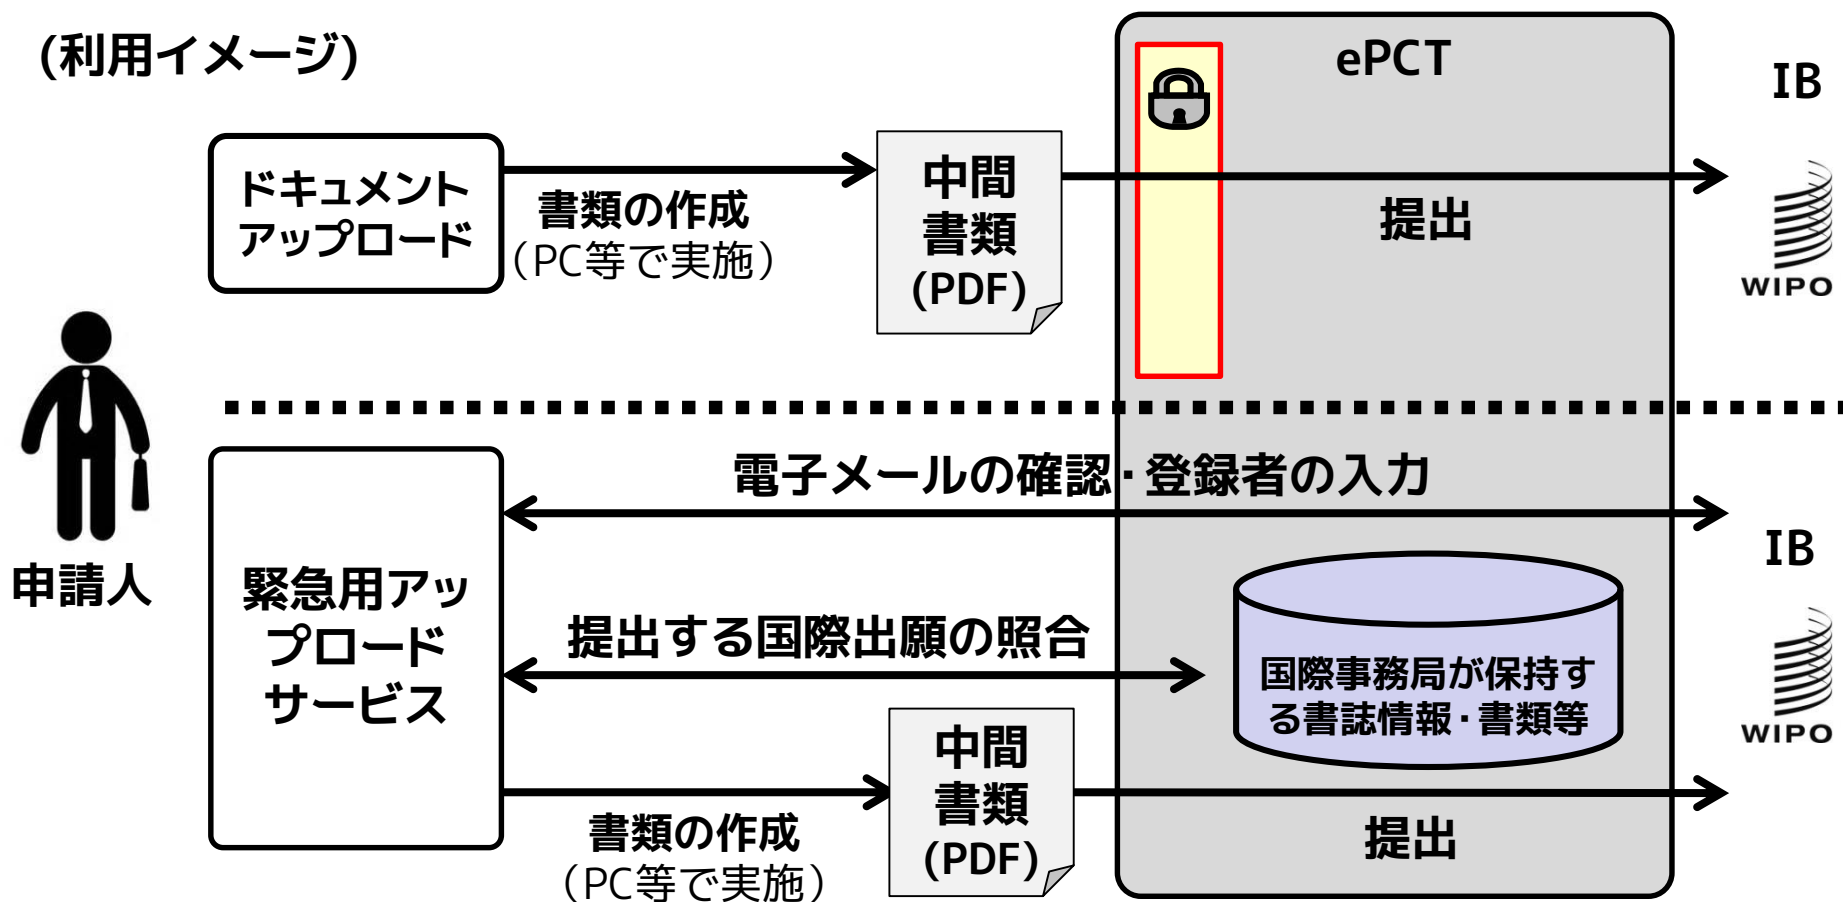 (利用イメージ)
ePCT
IB
ドキュメント
アップロード
書類の作成
（PC等で実施）
中間
書類
(PDF)
提出
WIPO
申請人
緊急用アッ
プロード
サービス
電子メールの確認・登録者の入力
IB
提出する国際出願の照合
国際事務局が保持す
る書誌情報・書類等
WIPO
書類の作成
（PC等で実施）
中間
書類
(PDF)
提出